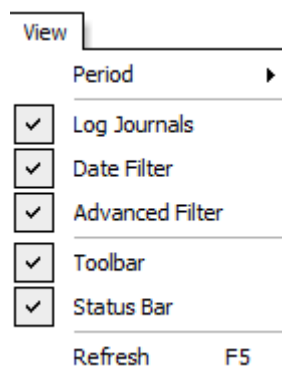 View
Period
Log Journals
Date Filter
Advanced Filter
Toolbar
Status Bar
Refresh F5